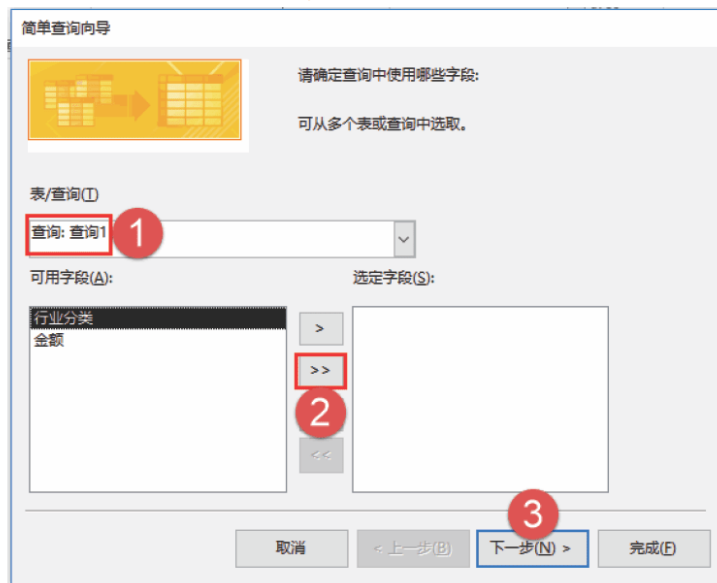 简单查询向导
请确定查询中使用哪些字段:
可从多个表或查询中选取。
表/查询(T)
查询: 查询1
1
可用字段(A):
选定字段(S):
行业分类
金额
>
>>
2
<<
3
取消
< 上一步(B)
下一步(N) >
完成(F)